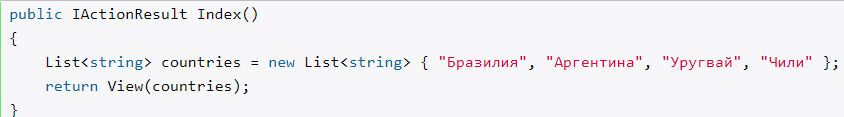 public IActionResult Index()
{
    List<string> countries = new List<string> { "Бразилия", "Аргентина", "Уругвай", "Чили" };
    return View(countries);
}